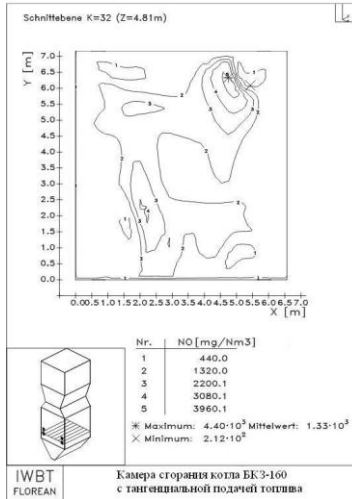 Schnittebene K=32 (Z=4.81m)
Y [m]
7.0
6.5
6.0
5.5
5.0
4.5
4.0
3.5
3.0
2.5
2.0
1.5
1.0
0.5
0.0
0.00.51.01.52.02.53.03.54.04.55.05.56.06.57.0
X [m]
Nr. NO[mg/Nm3]
1 440.0
2 1320.0
3 2200.1
4 3080.1
5 3960.1
Maximum: 4.40·10³ Mittelwert: 1.33·10³
Minimum: 2.12·10²
IWBT
FLOREAN
Камера сгорания котла БКЗ-160
с тангенциальной подачей топлива